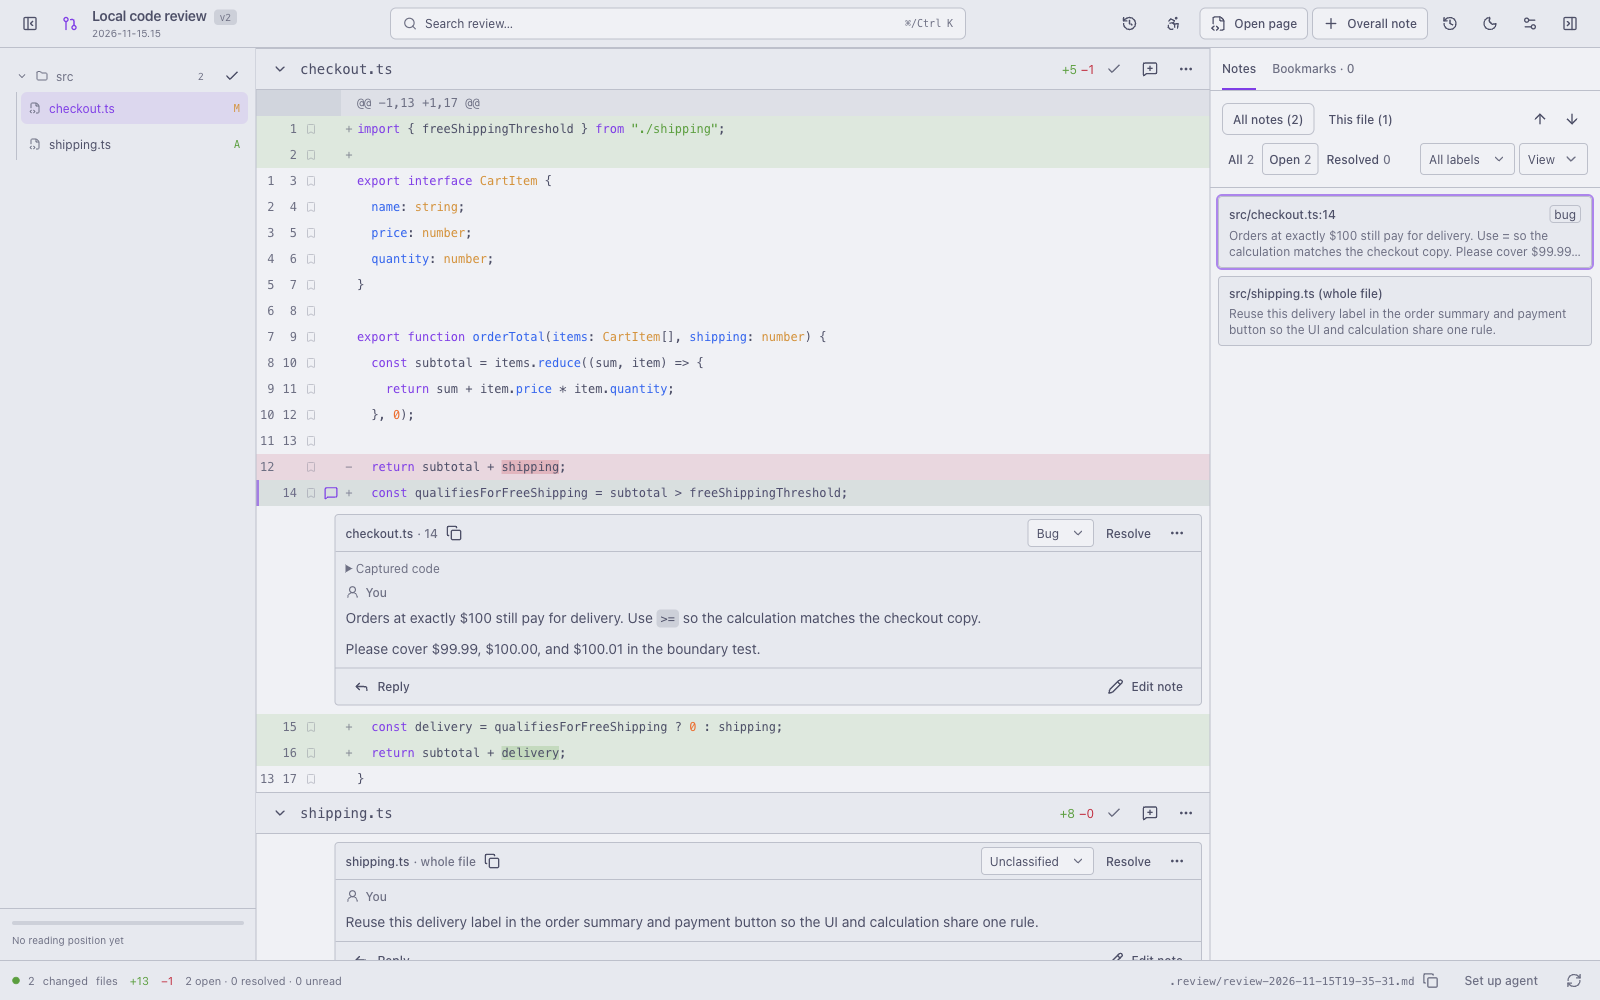 Local code review v2
2026-11-15.15
Search review... ⌘/Ctrl K
Open page
Overall note
src 2
checkout.ts M
shipping.ts A
No reading position yet
checkout.ts +5 −1
@@ -1,13 +1,17 @@
1 + import { freeShippingThreshold } from "./shipping";
2 +
1 3 export interface CartItem {
2 4 name: string;
3 5 price: number;
4 6 quantity: number;
5 7 }
6 8
7 9 export function orderTotal(items: CartItem[], shipping: number) {
8 10 const subtotal = items.reduce((sum, item) => {
9 11 return sum + item.price * item.quantity;
10 12 }, 0);
11 13
12 − return subtotal + shipping;
14 + const qualifiesForFreeShipping = subtotal > freeShippingThreshold;
checkout.ts · 14 Bug Resolve
Captured code
You
Orders at exactly $100 still pay for delivery. Use >= so the calculation matches the checkout copy.
Please cover $99.99, $100.00, and $100.01 in the boundary test.
Reply Edit note
15 + const delivery = qualifiesForFreeShipping ? 0 : shipping;
16 + return subtotal + delivery;
13 17 }
shipping.ts +8 −0
shipping.ts · whole file Unclassified Resolve
You
Reuse this delivery label in the order summary and payment button so the UI and calculation share one rule.
Reply Edit note
Notes Bookmarks · 0
All notes (2) This file (1)
All 2 Open 2 Resolved 0 All labels View
src/checkout.ts:14 bug
Orders at exactly $100 still pay for delivery. Use = so the
calculation matches the checkout copy. Please cover $99.99...
src/shipping.ts (whole file)
Reuse this delivery label in the order summary and payment
button so the UI and calculation share one rule.
2 changed files +13 −1 2 open · 0 resolved · 0 unread
.review/review-2026-11-15T19-35-31.md Set up agent